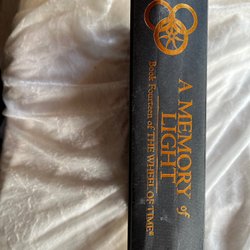 A MEMORY of
LIGHT
Book Fourteen of THE WHEEL OF TIME